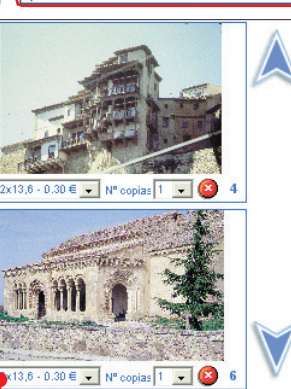 2x13,6 - 0.30 € Nº copias 1 4
x13,6 - 0.30 € Nº copias 1 6